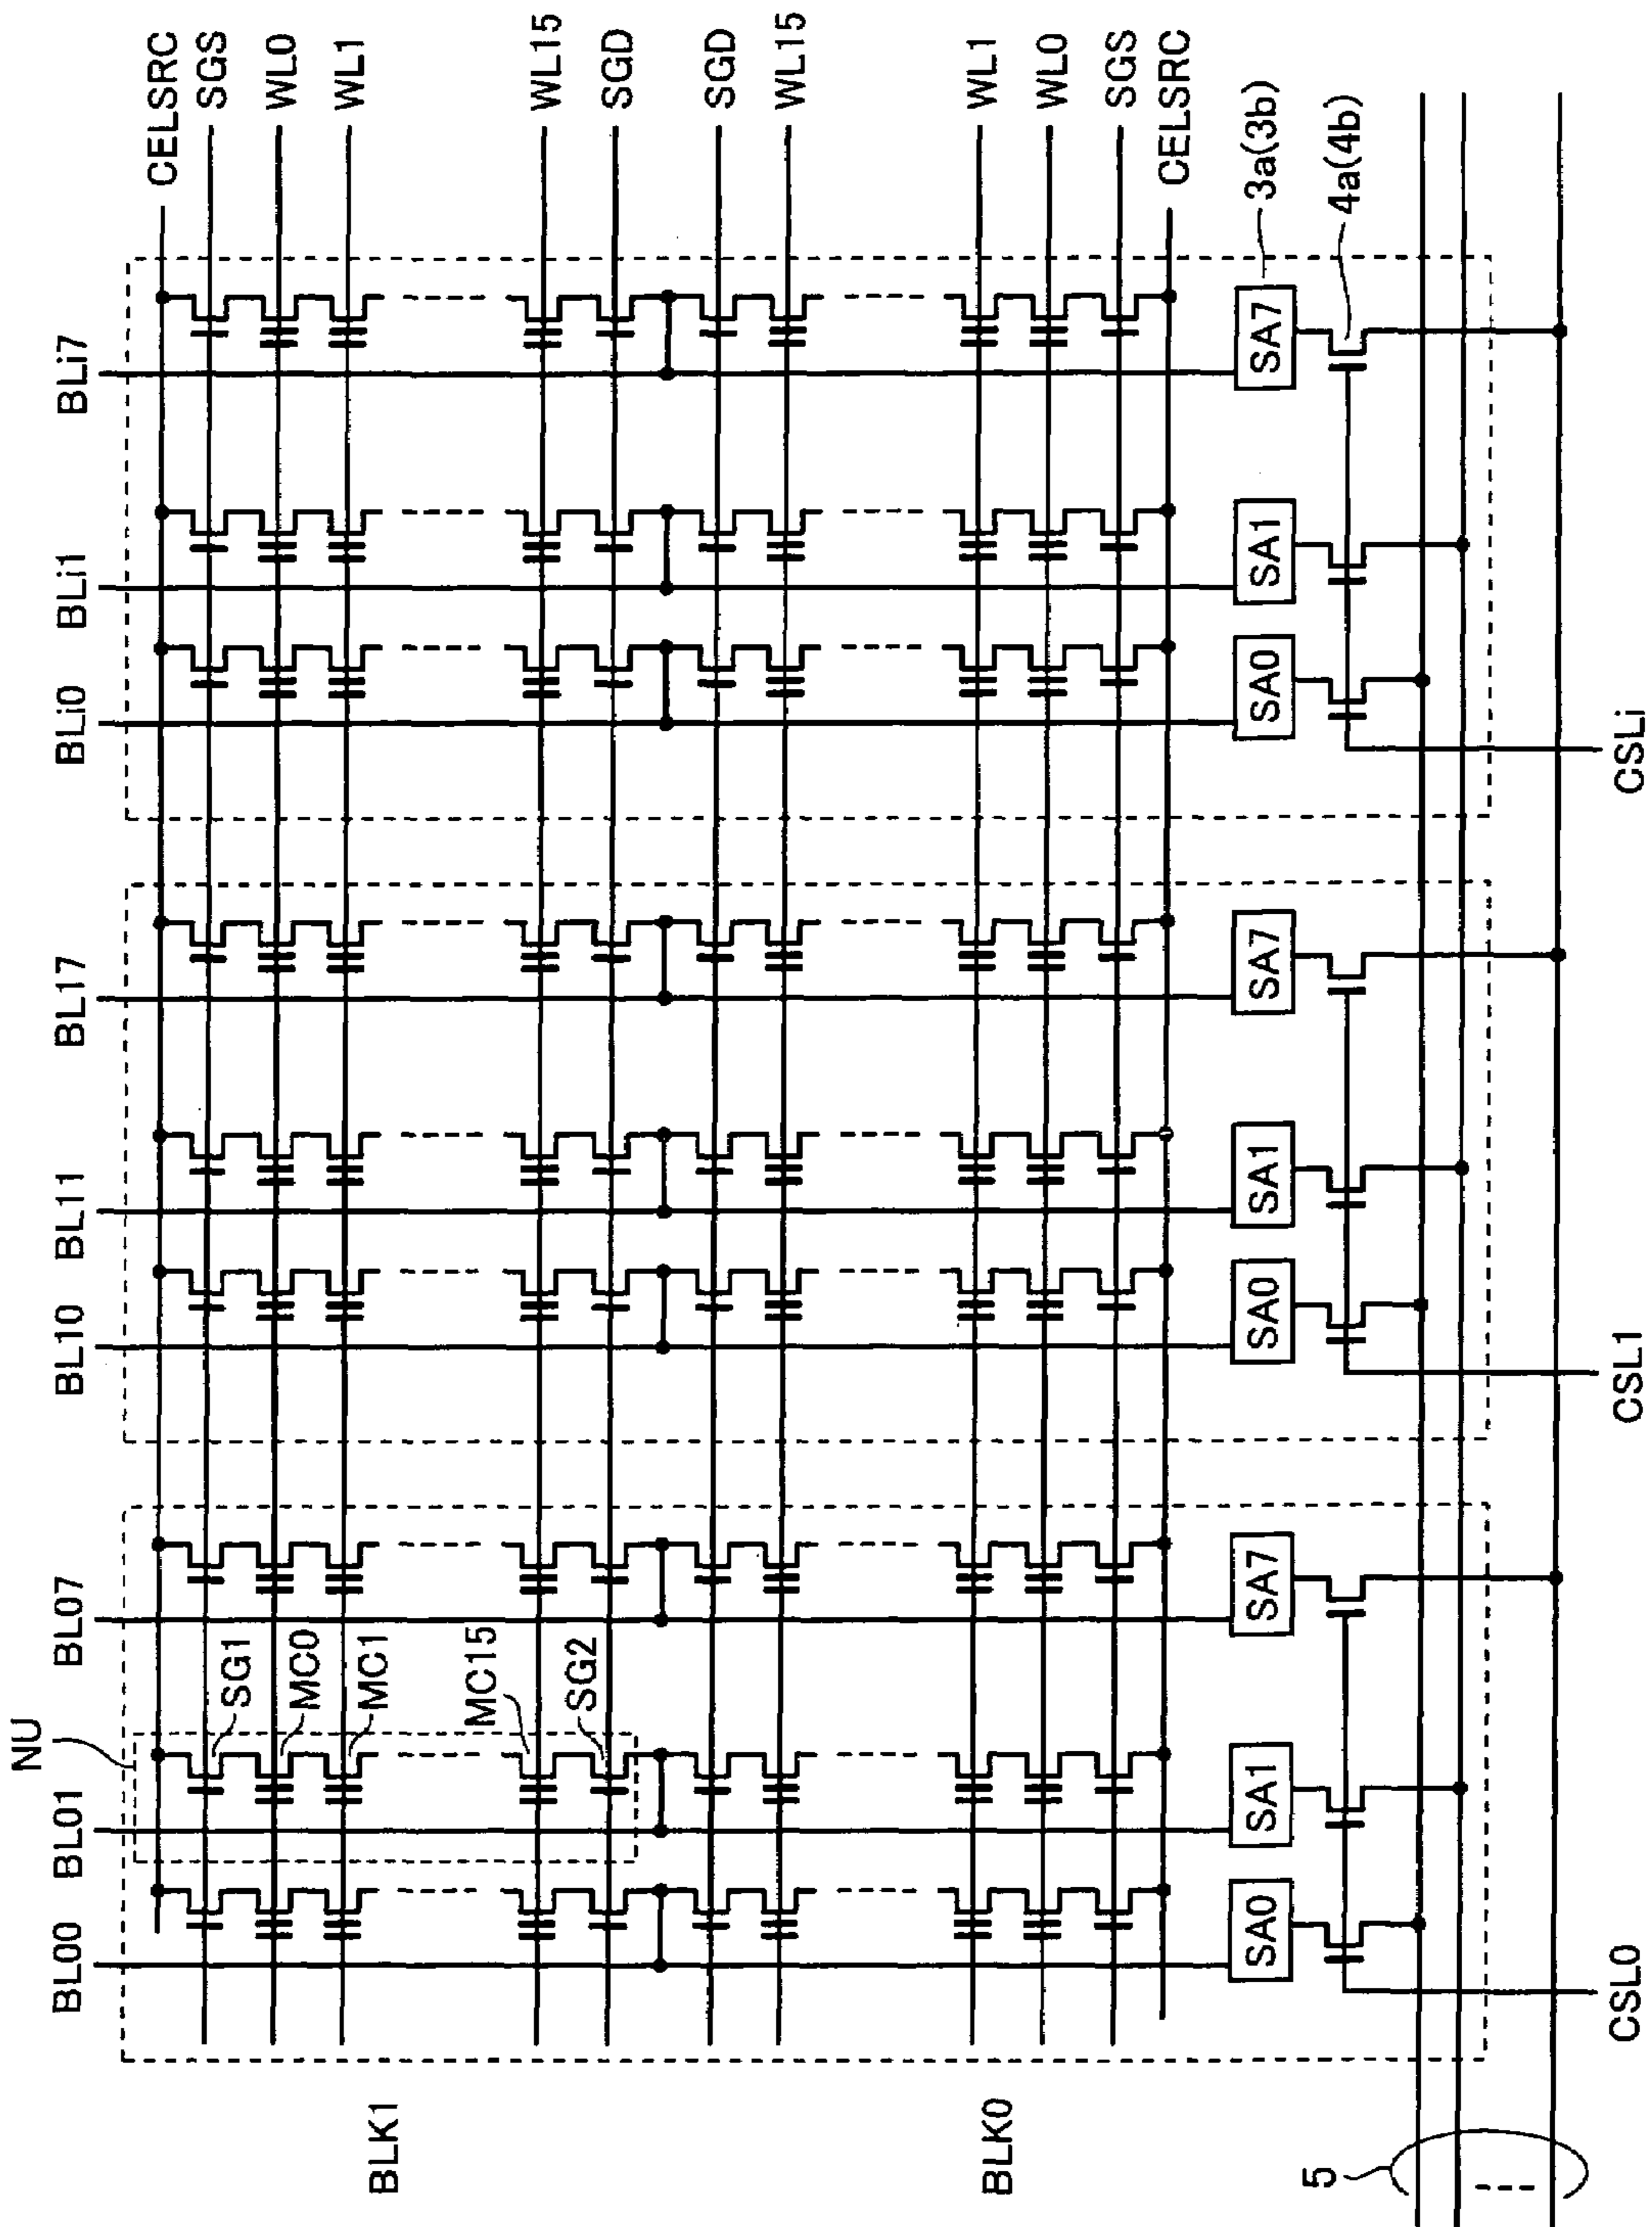 NU
BL00 BL01 BL07 BL10 BL11 BL17 BLi0 BLi1 BLi7
CELSRC
SG1 SGS
MC0 WL0
BLK1 MC1 WL1
MC15 WL15
SG2 SGD
SGD
WL15
BLK0 WL1
WL0
SGS
CELSRC
SA0 SA1 SA7 SA0 SA1 SA7 SA0 SA1 SA7 3a(3b)
4a(4b)
5
CSL0 CSL1 CSLi